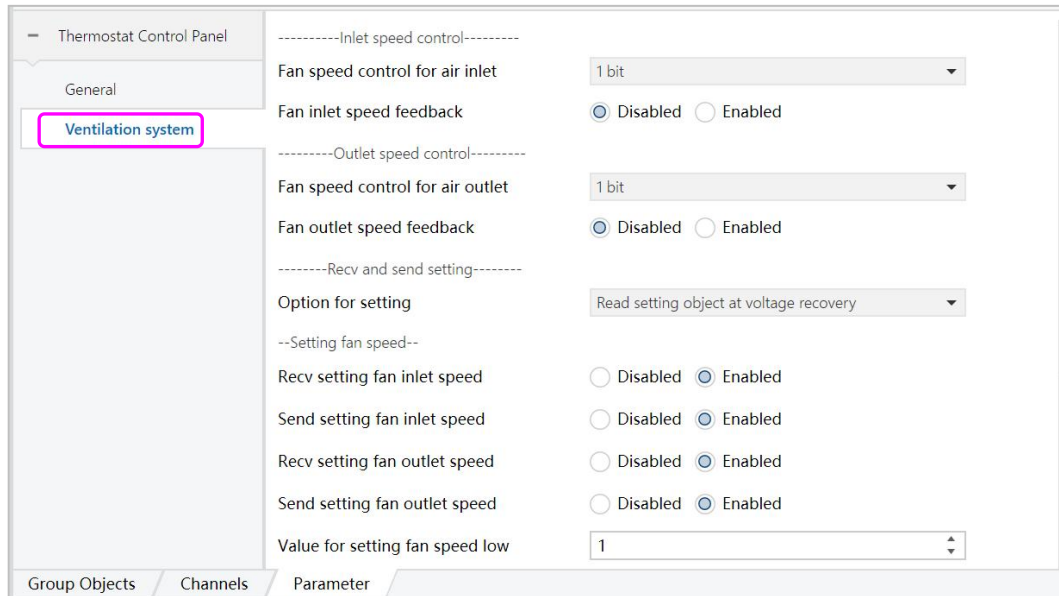 Thermostat Control Panel
General
Ventilation system
----------Inlet speed control---------
Fan speed control for air inlet 1 bit
Fan inlet speed feedback Disabled Enabled
---------Outlet speed control---------
Fan speed control for air outlet 1 bit
Fan outlet speed feedback Disabled Enabled
--------Recv and send setting--------
Option for setting Read setting object at voltage recovery
--Setting fan speed--
Recv setting fan inlet speed Disabled Enabled
Send setting fan inlet speed Disabled Enabled
Recv setting fan outlet speed Disabled Enabled
Send setting fan outlet speed Disabled Enabled
Value for setting fan speed low 1
Group Objects Channels Parameter